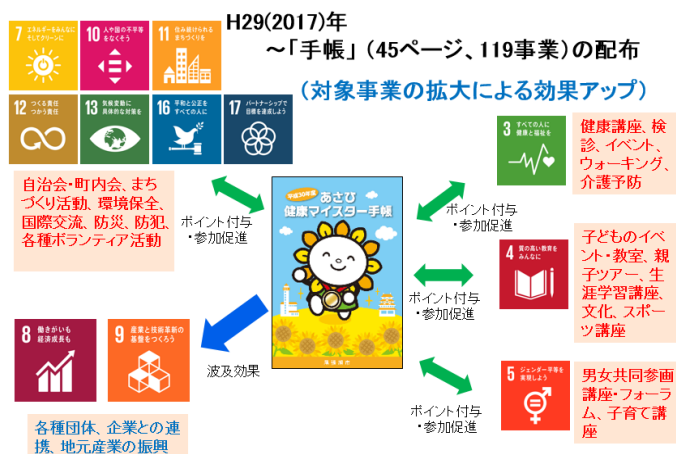 H29(2017)年
～「手帳」（45ページ、119事業）の配布
（対象事業の拡大による効果アップ）
7 エネルギーをみんなに
そしてクリーンに
10 人や国の不平等
をなくそう
11 住み続けられる
まちづくりを
12 つくる責任
つかう責任
13 気候変動に
具体的な対策を
16 平和と公正を
すべての人に
17 パートナーシップで
目標を達成しよう
自治会・町内会、まち
づくり活動、環境保全、
国際交流、防災、防犯、
各種ボランティア活動
ポイント付与
・参加促進
平成30年度
あさひ
健康マイスター手帳
尾張旭市
3 すべての人に
健康と福祉を
健康講座、検
診、イベント、
ウォーキング、
介護予防
ポイント付与
・参加促進
4 質の高い教育を
みんなに
子どものイベ
ント・教室、親
子ツアー、生
涯学習講座、
文化、スポー
ツ講座
ポイント付与
・参加促進
5 ジェンダー平等を
実現しよう
男女共同参画
講座・フォーラ
ム、子育て講
座
ポイント付与
・参加促進
8 働きがいも
経済成長も
9 産業と技術革新の
基盤をつくろう
波及効果
各種団体、企業との連
携、地元産業の振興